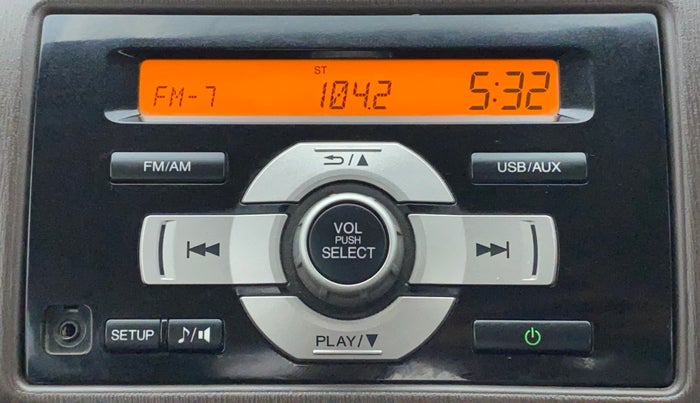 ST
FM-7 104.2 5:32
FM/AM
USB/AUX
VOL
PUSH
SELECT
SETUP
PLAY/▼